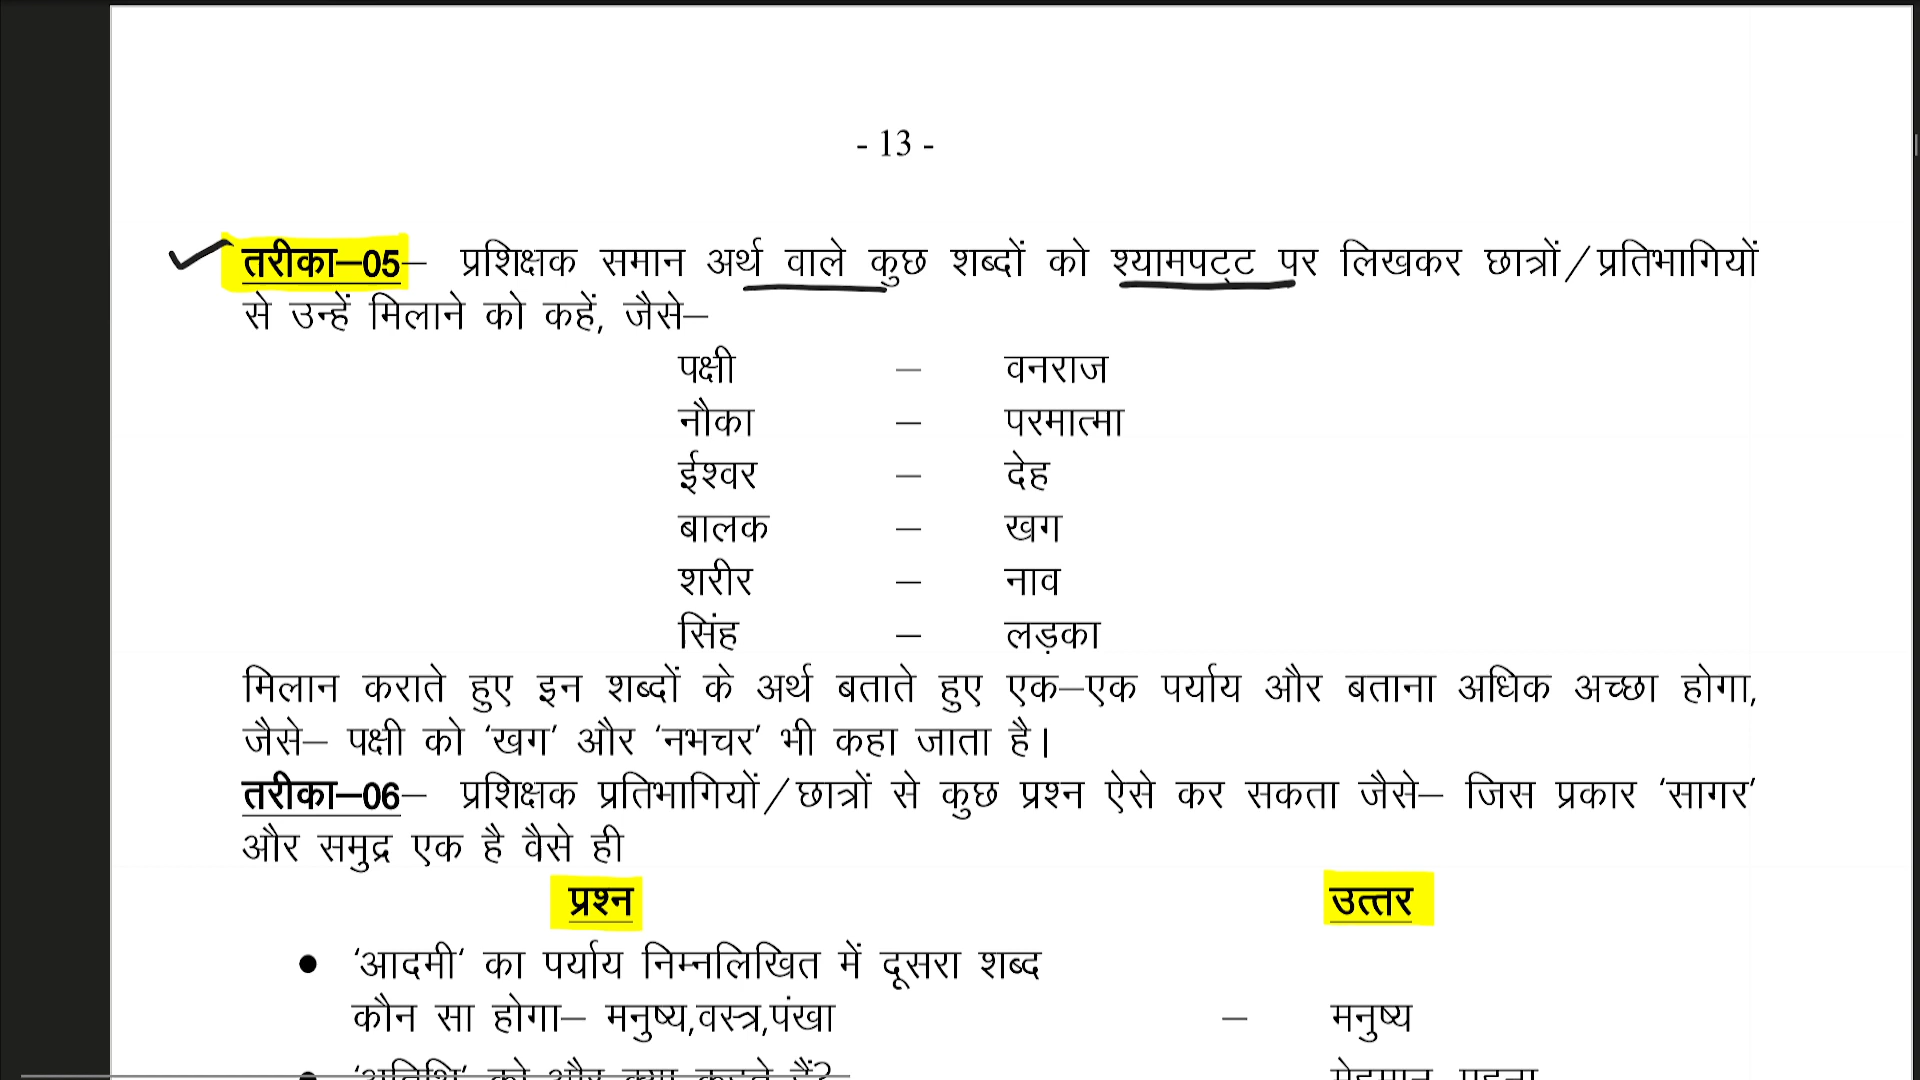 - 13 -
तरीका–05– प्रशिक्षक समान अर्थ वाले कुछ शब्दों को श्यामपट्ट पर लिखकर छात्रों/प्रतिभागियों
से उन्हें मिलाने को कहें, जैसे–
पक्षी – वनराज
नौका – परमात्मा
ईश्वर – देह
बालक – खग
शरीर – नाव
सिंह – लड़का
मिलान कराते हुए इन शब्दों के अर्थ बताते हुए एक–एक पर्याय और बताना अधिक अच्छा होगा,
जैसे– पक्षी को ‘खग’ और ‘नभचर’ भी कहा जाता है।
तरीका–06– प्रशिक्षक प्रतिभागियों/छात्रों से कुछ प्रश्न ऐसे कर सकता जैसे– जिस प्रकार ‘सागर’
और समुद्र एक है वैसे ही
प्रश्न उत्तर
● ‘आदमी‘ का पर्याय निम्नलिखित में दूसरा शब्द
कौन सा होगा– मनुष्य,वस्त्र,पंखा – मनुष्य
● ‘अतिथि’ को और क्या कहते हैं?